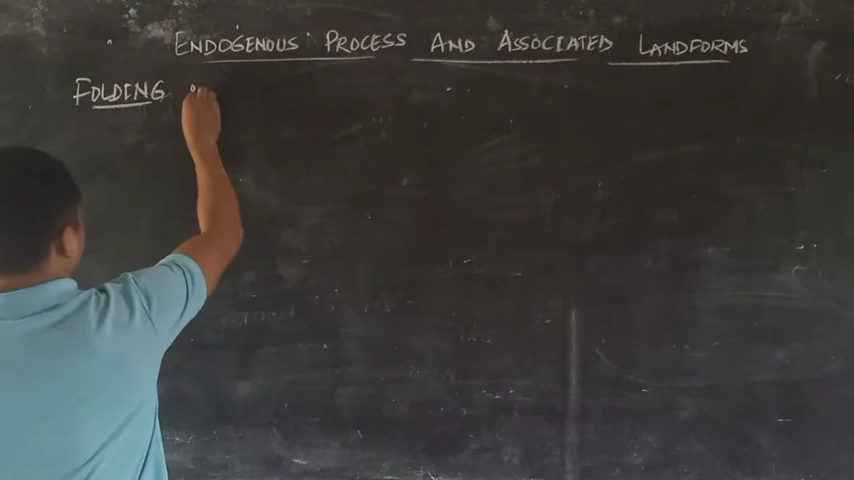 ENDOGENOUS PROCESS AND ASSOCIATED LANDFORMS
FOLDING